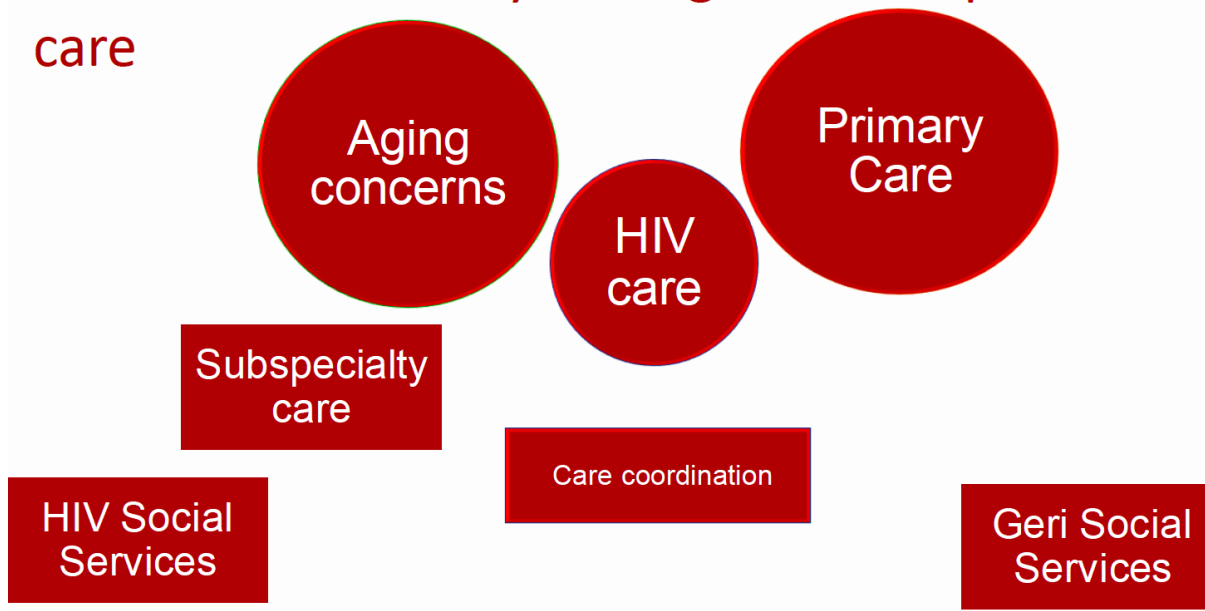 care
Aging
concerns
Primary
Care
HIV
care
Subspecialty
care
Care coordination
HIV Social
Services
Geri Social
Services